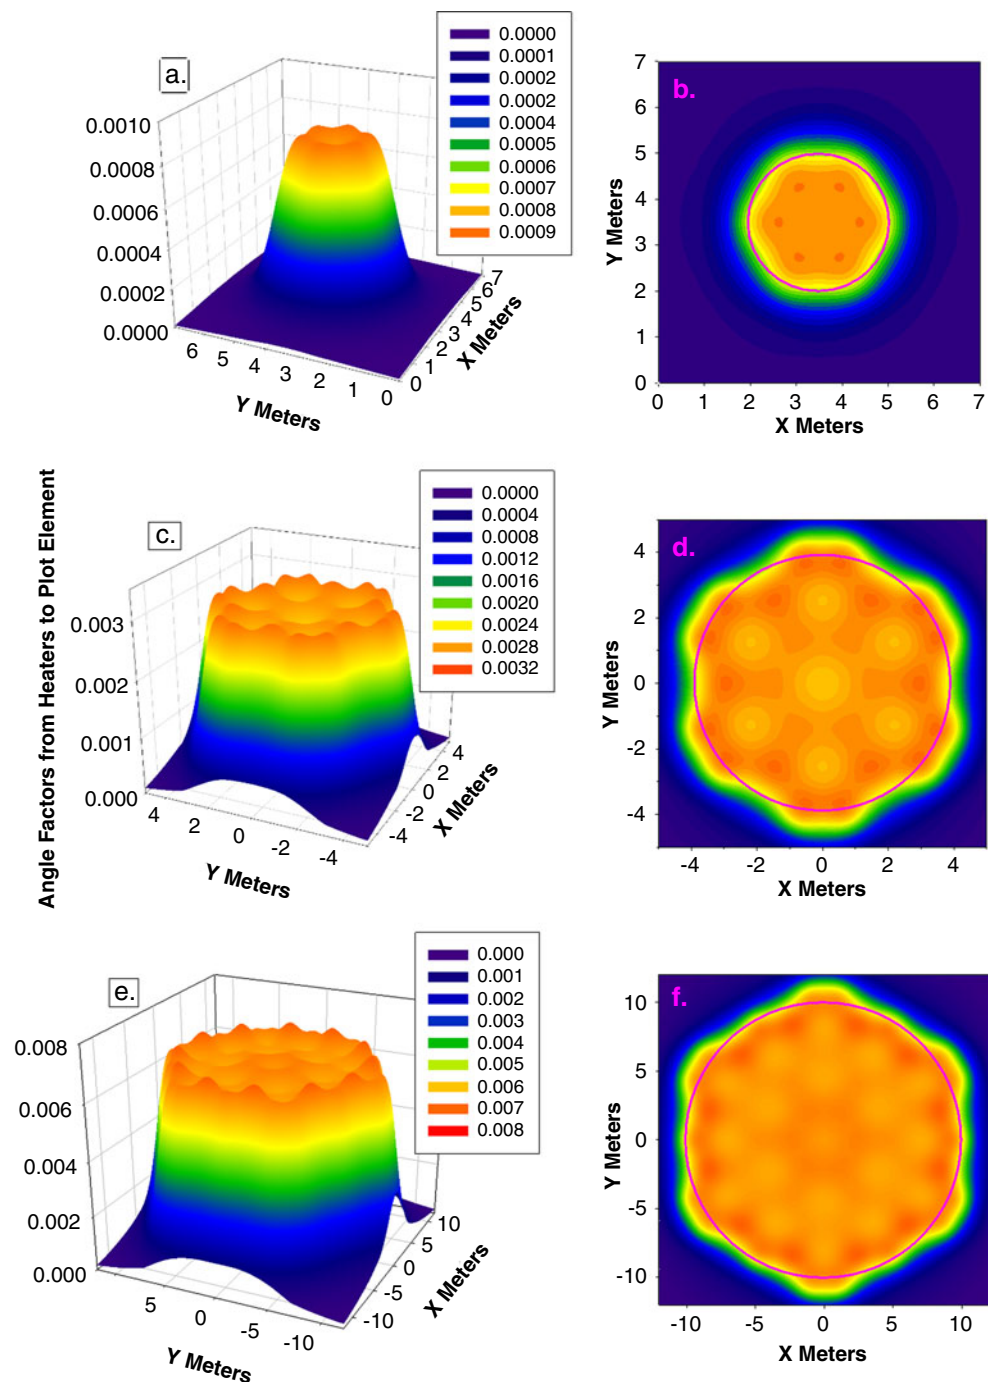 Angle Factors from Heaters to Plot Element
a.
0.0010
0.0008
0.0006
0.0004
0.0002
0.0000
6 5 4 3 2 1 0
Y Meters
0 1 2 3 4 5 6 7
X Meters
0.0000
0.0001
0.0002
0.0002
0.0004
0.0005
0.0006
0.0007
0.0008
0.0009
b.
7
6
5
4
3
2
1
0
Y Meters
0 1 2 3 4 5 6 7
X Meters
c.
0.003
0.002
0.001
0.000
4 2 0 -2 -4
Y Meters
-4 -2 0 2 4
X Meters
0.0000
0.0004
0.0008
0.0012
0.0016
0.0020
0.0024
0.0028
0.0032
d.
4
2
0
-2
-4
Y Meters
-4 -2 0 2 4
X Meters
e.
0.008
0.006
0.004
0.002
0.000
5 0 -5 -10
Y Meters
-10 -5 0 5 10
X Meters
0.000
0.001
0.002
0.003
0.004
0.005
0.006
0.007
0.008
f.
10
5
0
-5
-10
Y Meters
-10 -5 0 5 10
X Meters